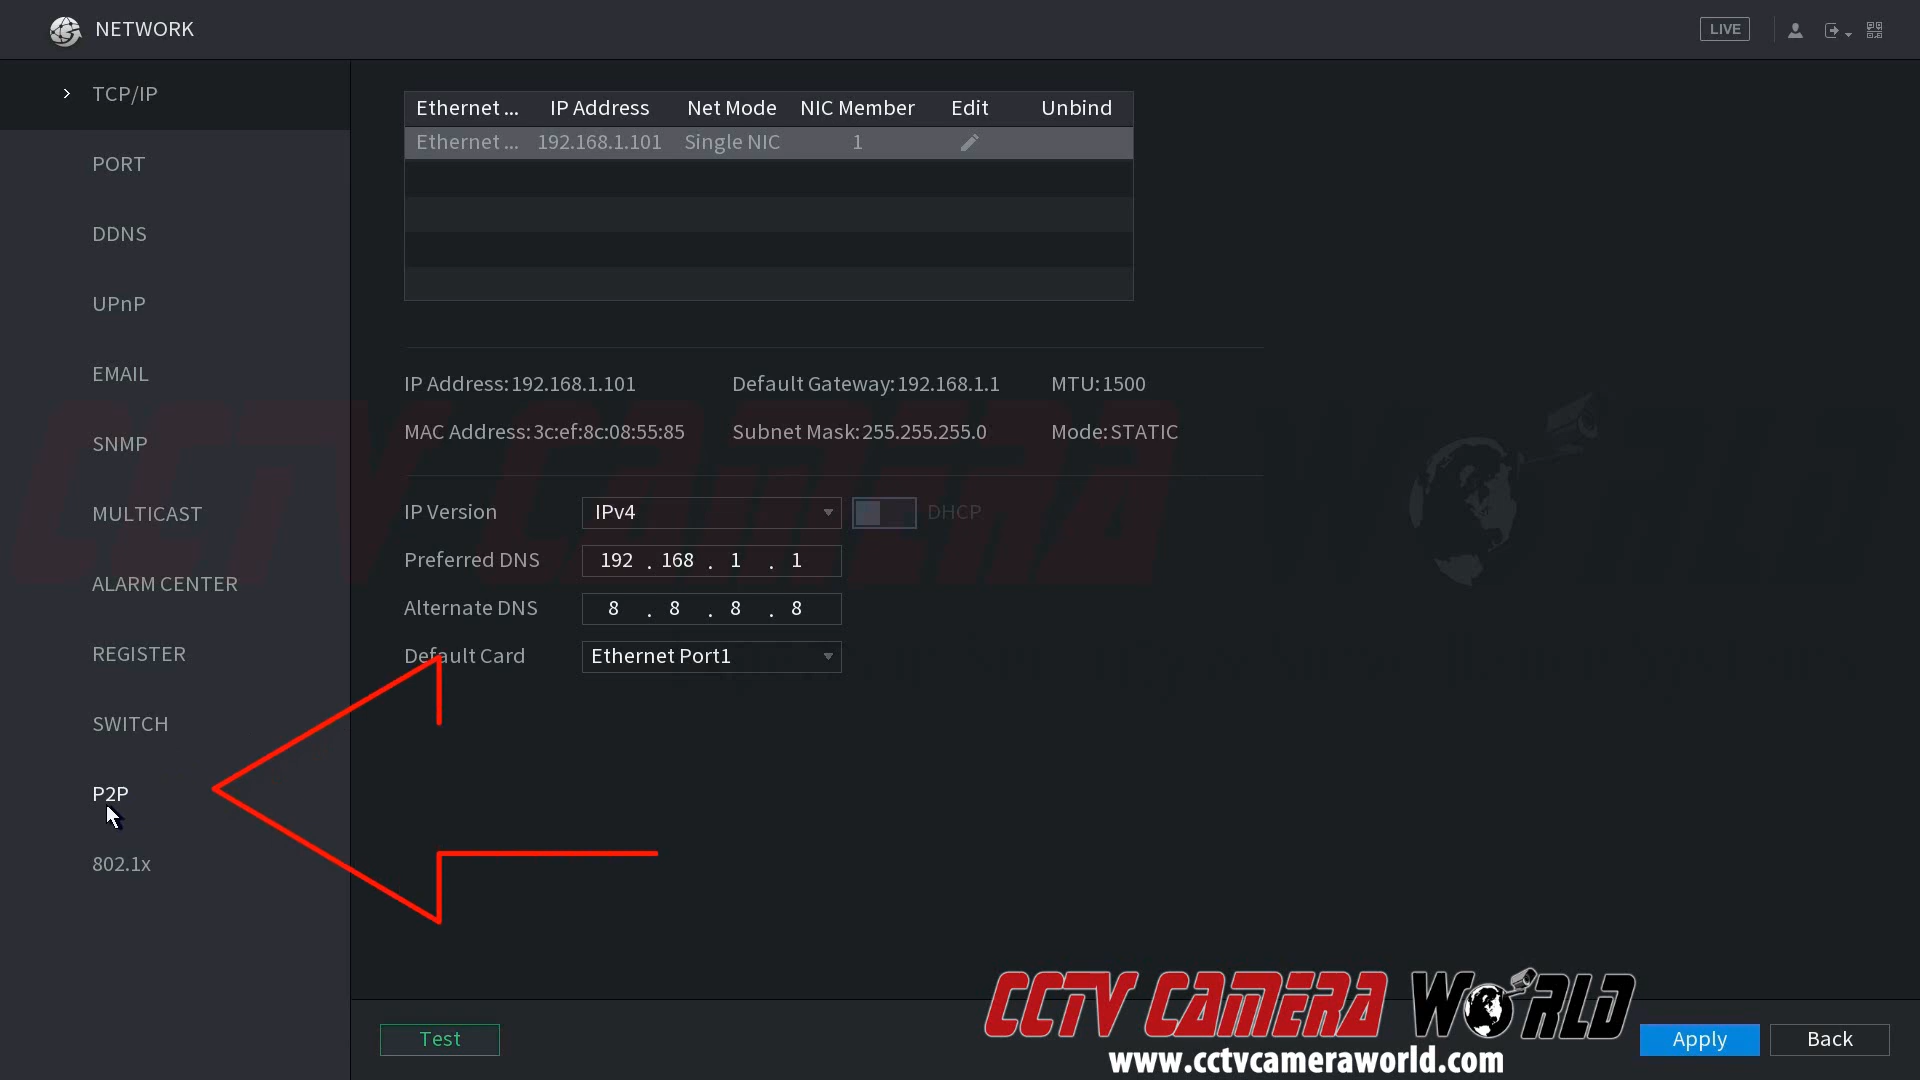 NETWORK
LIVE
TCP/IP
PORT
DDNS
UPnP
EMAIL
SNMP
MULTICAST
ALARM CENTER
REGISTER
SWITCH
P2P
802.1x
Ethernet ... IP Address Net Mode NIC Member Edit Unbind
Ethernet ... 192.168.1.101 Single NIC 1
IP Address:192.168.1.101 Default Gateway:192.168.1.1 MTU:1500
MAC Address:3c:ef:8c:08:55:85 Subnet Mask:255.255.255.0 Mode:STATIC
IP Version IPv4 DHCP
Preferred DNS 192 . 168 . 1 . 1
Alternate DNS 8 . 8 . 8 . 8
Default Card Ethernet Port1
CCTV CAMERA WORLD
Test
CCTV CAMERA WORLD
www.cctvcameraworld.com
Apply
Back